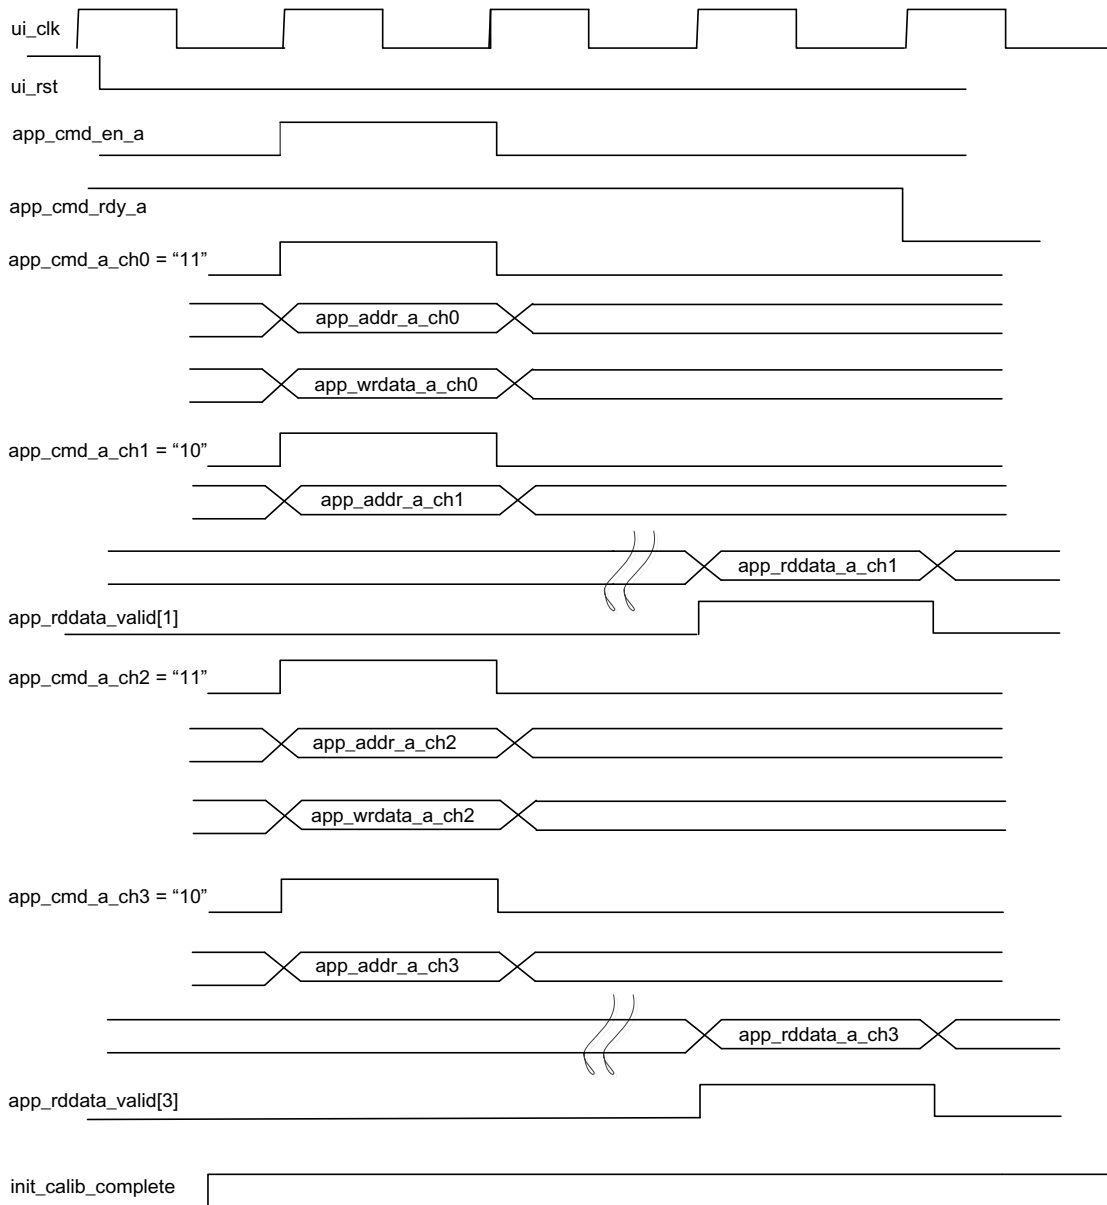 ui_clk
ui_rst
app_cmd_en_a
app_cmd_rdy_a
app_cmd_a_ch0 = “11”
app_addr_a_ch0
app_wrdata_a_ch0
app_cmd_a_ch1 = “10”
app_addr_a_ch1
app_rddata_a_ch1
app_rddata_valid[1]
app_cmd_a_ch2 = “11”
app_addr_a_ch2
app_wrdata_a_ch2
app_cmd_a_ch3 = “10”
app_addr_a_ch3
app_rddata_a_ch3
app_rddata_valid[3]
init_calib_complete